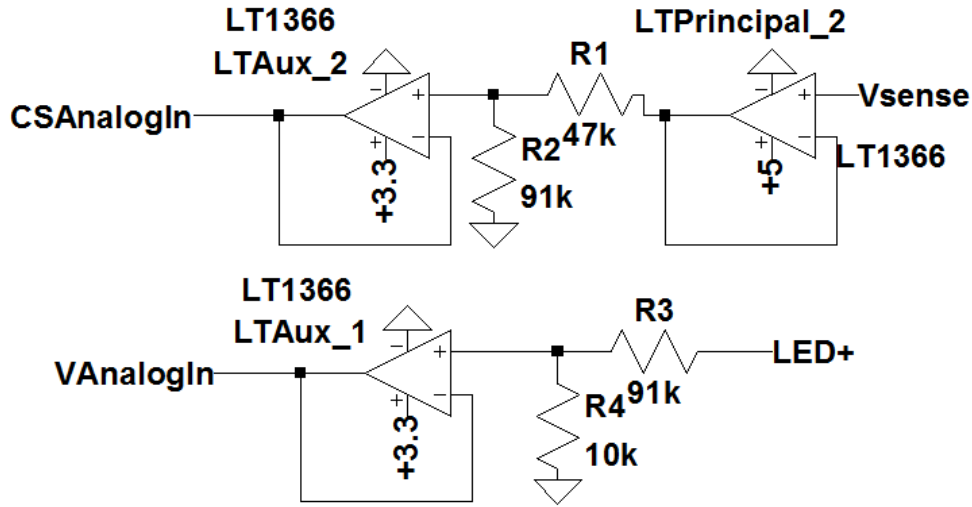 LT1366
LTAux_2
LTPrincipal_2
R1
47k
CSAnalogIn
Vsense
+
−
+
−
+
+
−
−
+3.3
R2
91k
+5
LT1366
LT1366
LTAux_1
R3
91k
VAnalogIn
LED+
−
+
+
−
+3.3
R4
10k